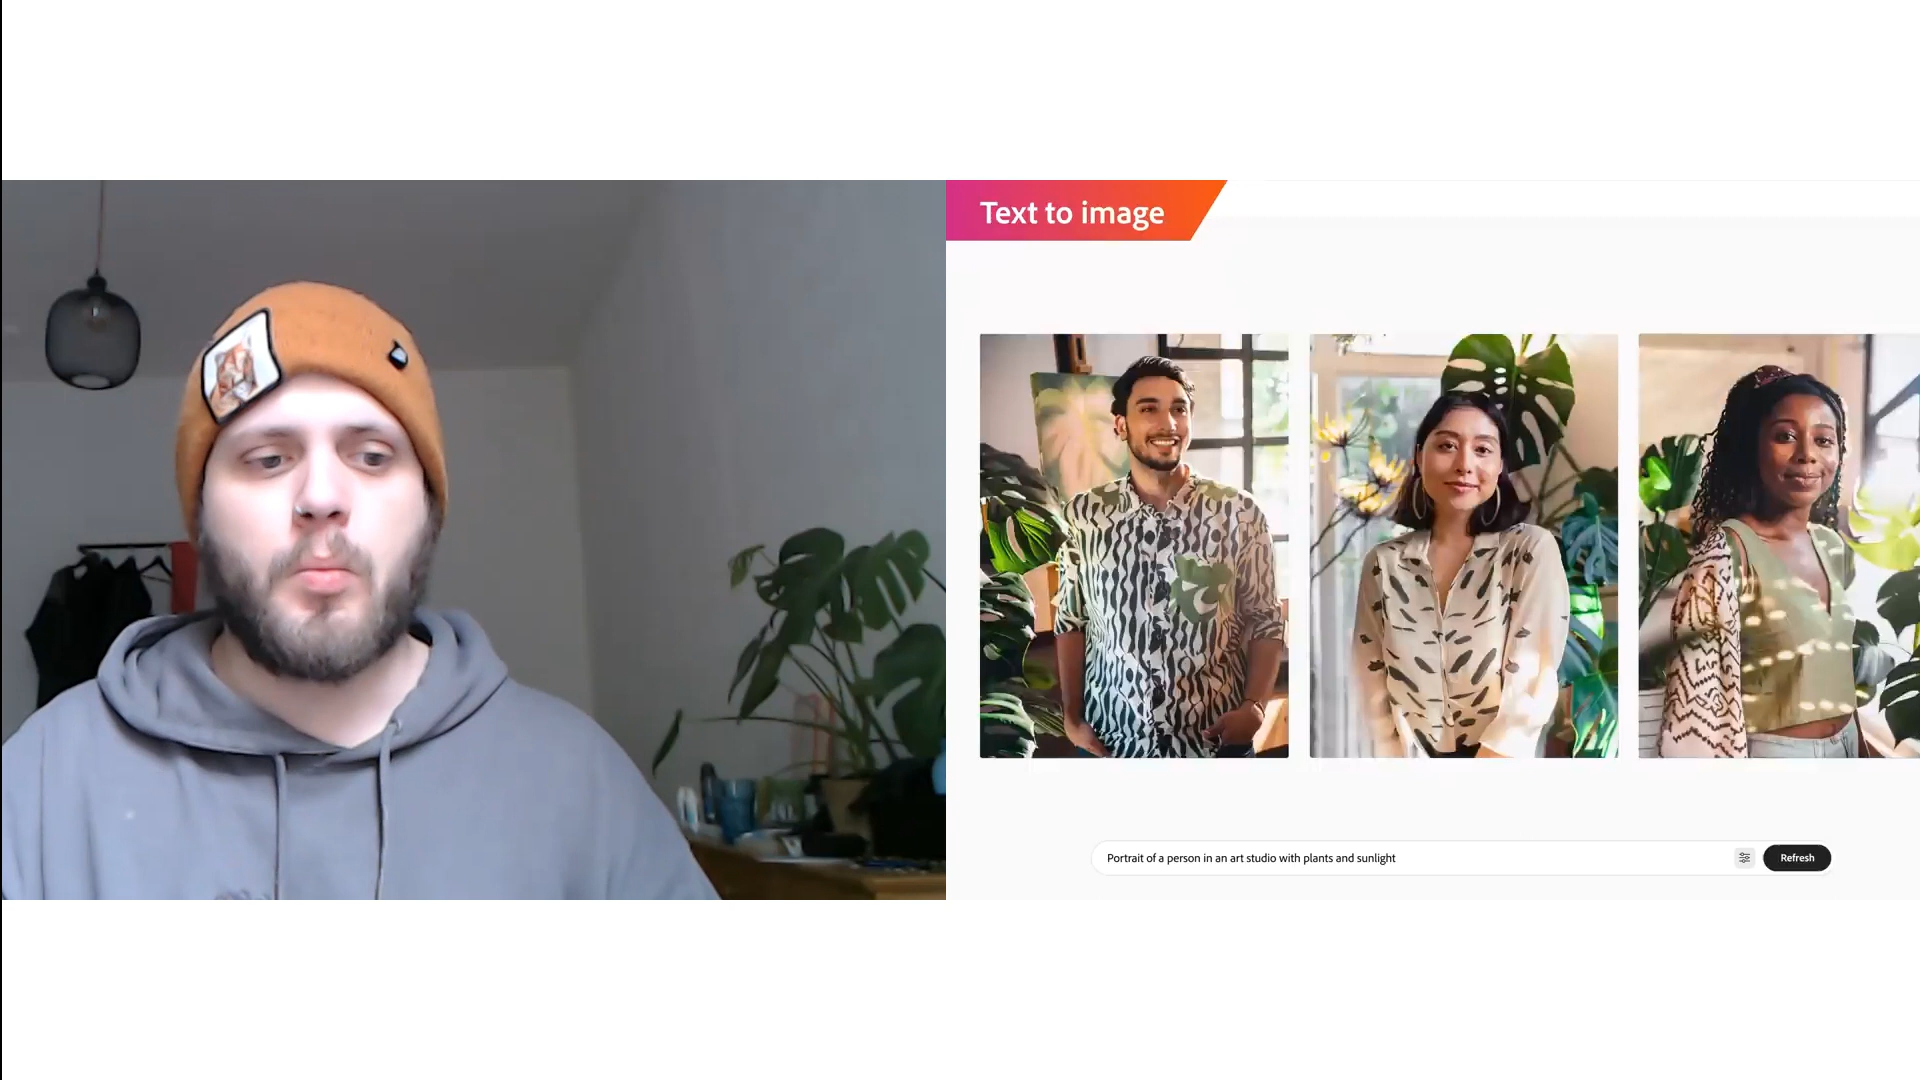 Text to image
Portrait of a person in an art studio with plants and sunlight
Refresh